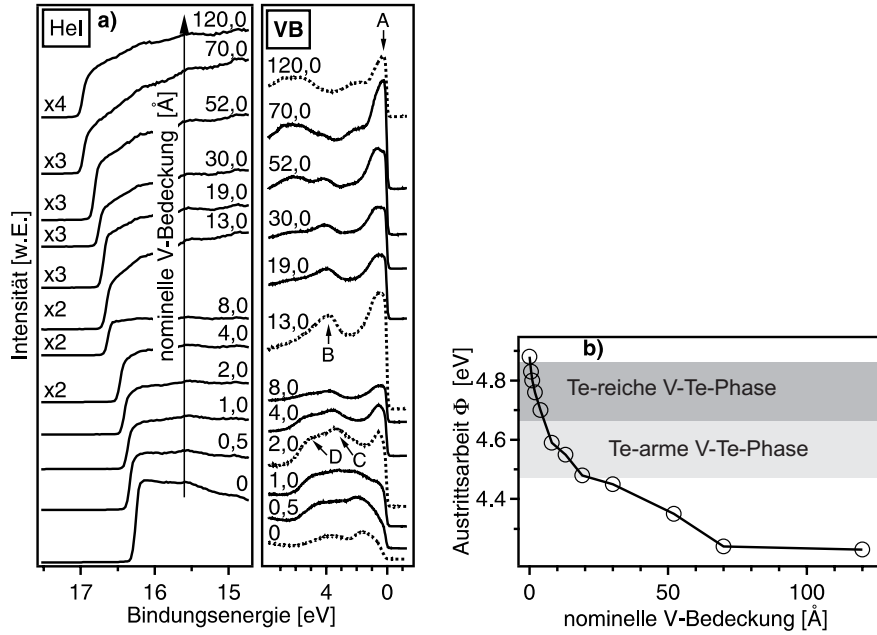 HeI
a)
120,0
70,0
x4
52,0
x3
30,0
x3
19,0
x3
13,0
x3
8,0
x2
4,0
x2
2,0
x2
1,0
0,5
0
nominelle V-Bedeckung [Å]
Intensität [w.E.]
17 16 15
VB
A
120,0
70,0
52,0
30,0
19,0
13,0
B
8,0
4,0
2,0
D C
1,0
0,5
0
8 4 0
Bindungsenergie [eV]
b)
Austrittsarbeit Φ [eV]
4.8
4.6
4.4
Te-reiche V-Te-Phase
Te-arme V-Te-Phase
0 50 100
nominelle V-Bedeckung [Å]